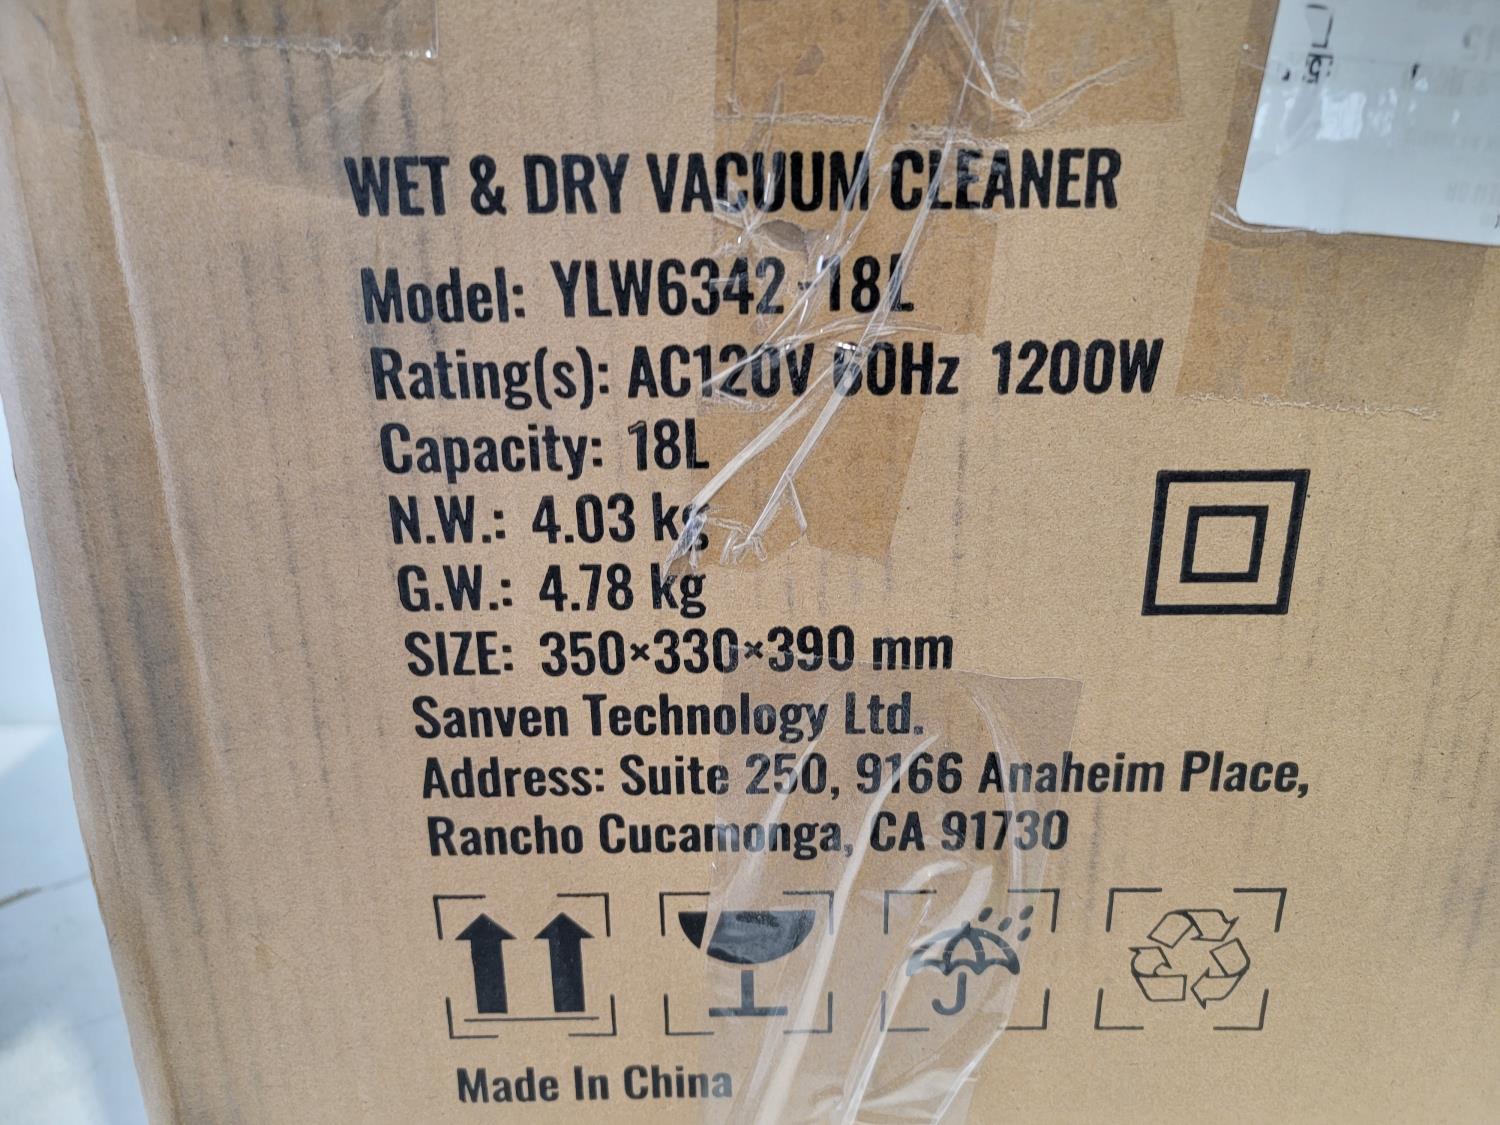 WET & DRY VACUUM CLEANER
Model: YLW6342-18L
Rating(s): AC120V 60Hz 1200W
Capacity: 18L
N.W.: 4.03 kg
G.W.: 4.78 kg
SIZE: 350×330×390 mm
Sanven Technology Ltd.
Address: Suite 250, 9166 Anaheim Place,
Rancho Cucamonga, CA 91730
Made In China